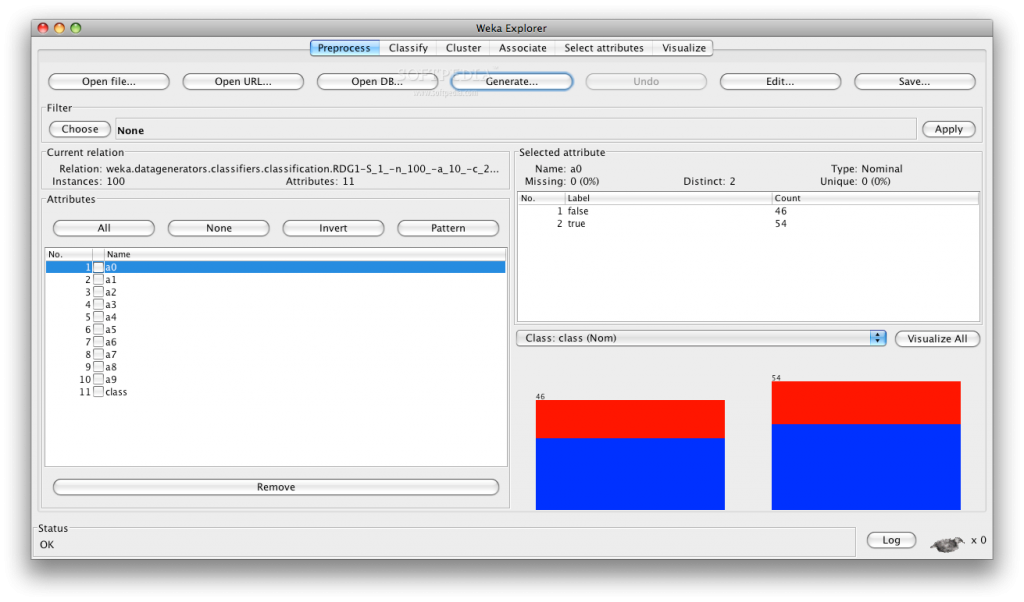 Weka Explorer
Preprocess Classify Cluster Associate Select attributes Visualize
SOFTPEDIA
www.softpedia.com
Open file... Open URL... Open DB... Generate... Undo Edit... Save...
Filter
Choose None Apply
Current relation
Relation: weka.datagenerators.classifiers.classification.RDG1-S_1_-n_100_-a_10_-c_2...
Instances: 100 Attributes: 11
Selected attribute
Name: a0 Type: Nominal
Missing: 0 (0%) Distinct: 2 Unique: 0 (0%)
Attributes
All None Invert Pattern
No. Name
1 a0
2 a1
3 a2
4 a3
5 a4
6 a5
7 a6
8 a7
9 a8
10 a9
11 class
Remove
No. Label Count
1 false 46
2 true 54
Class: class (Nom) Visualize All
46
54
Status
OK
Log x 0